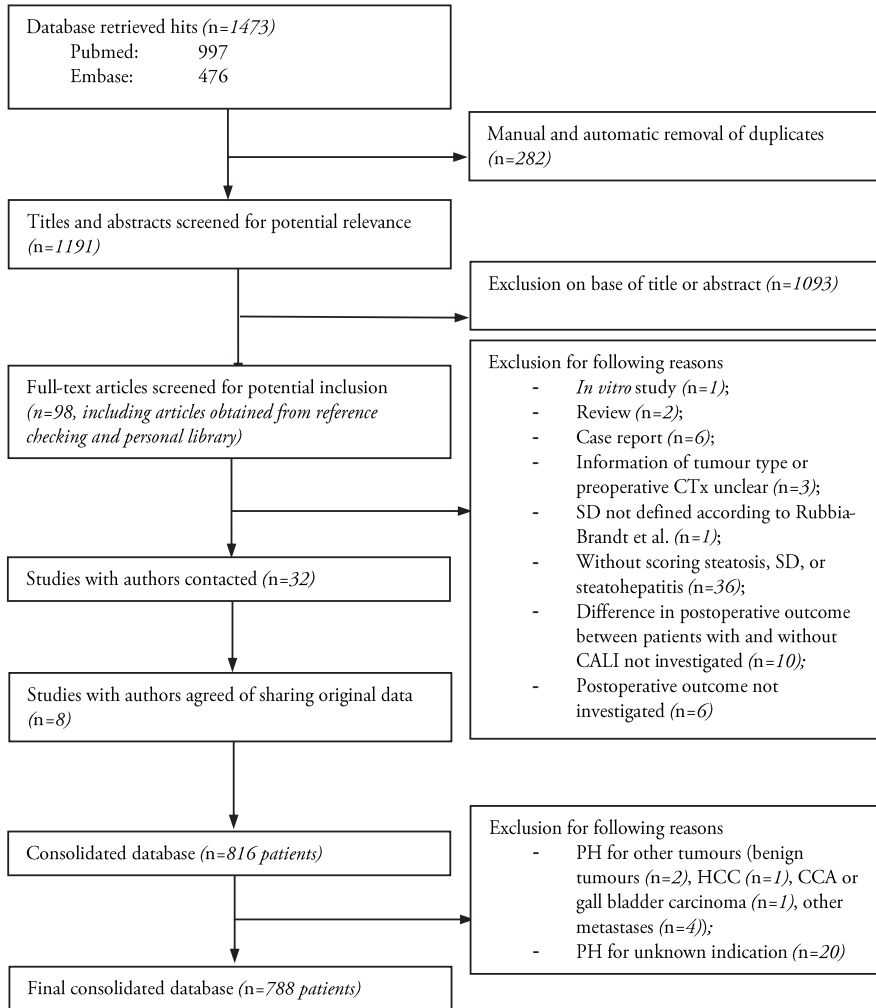 Database retrieved hits (n=1473)
Pubmed: 997
Embase: 476
Manual and automatic removal of duplicates
(n=282)
Titles and abstracts screened for potential relevance
(n=1191)
Exclusion on base of title or abstract (n=1093)
Full-text articles screened for potential inclusion
(n=98, including articles obtained from reference
checking and personal library)
Exclusion for following reasons
- In vitro study (n=1);
- Review (n=2);
- Case report (n=6);
- Information of tumour type or
preoperative CTx unclear (n=3);
- SD not defined according to Rubbia-
Brandt et al. (n=1);
- Without scoring steatosis, SD, or
steatohepatitis (n=36);
- Difference in postoperative outcome
between patients with and without
CALI not investigated (n=10);
- Postoperative outcome not
investigated (n=6)
Studies with authors contacted (n=32)
Studies with authors agreed of sharing original data
(n=8)
Consolidated database (n=816 patients)
Exclusion for following reasons
- PH for other tumours (benign
tumours (n=2), HCC (n=1), CCA or
gall bladder carcinoma (n=1), other
metastases (n=4));
- PH for unknown indication (n=20)
Final consolidated database (n=788 patients)